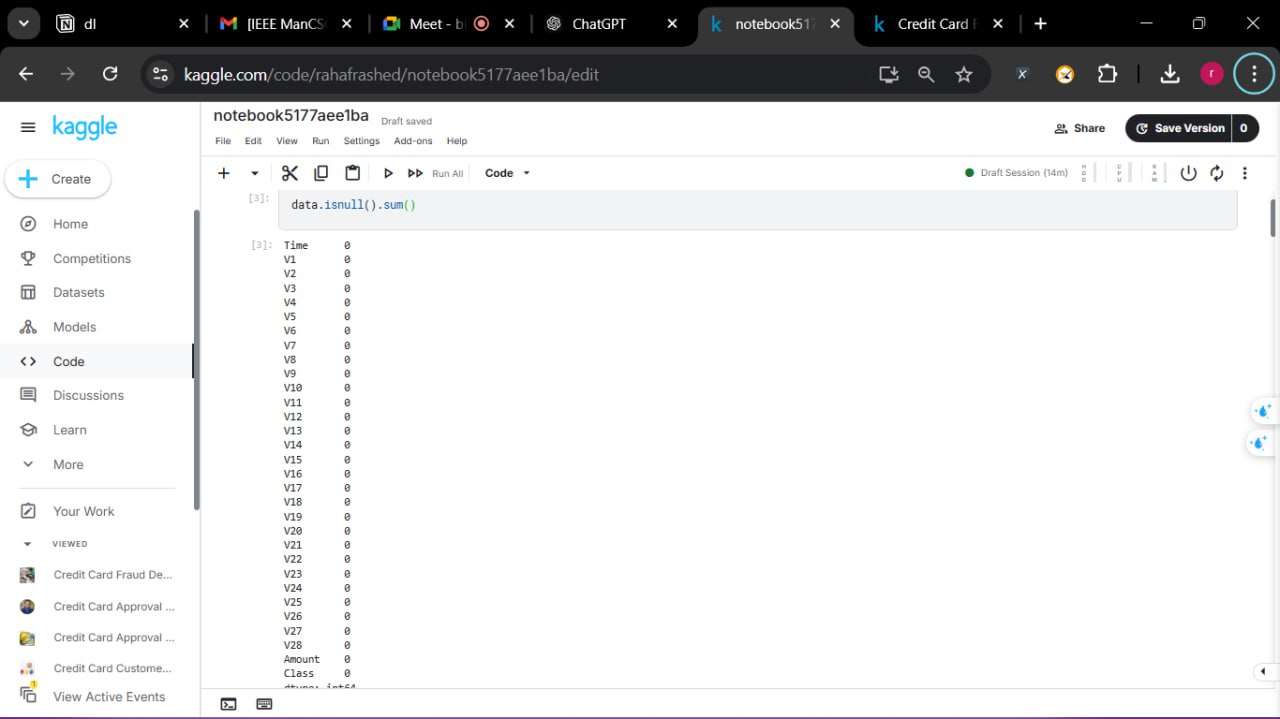 dl
[IEEE ManCS
Meet - b
ChatGPT
notebook517
Credit Card F
kaggle.com/code/rahafrashed/notebook5177aee1ba/edit
r
kaggle
notebook5177aee1ba
Draft saved
File Edit View Run Settings Add-ons Help
Share
Save Version 0
Create
Run All
Code
Draft Session (14m)
HDD
CPU
RAM
Home
Competitions
Datasets
Models
Code
Discussions
Learn
More
Your Work
VIEWED
Credit Card Fraud De...
Credit Card Approval ...
Credit Card Approval ...
Credit Card Custome...
View Active Events
[3]:
data.isnull().sum()
[3]:
Time 0
V1 0
V2 0
V3 0
V4 0
V5 0
V6 0
V7 0
V8 0
V9 0
V10 0
V11 0
V12 0
V13 0
V14 0
V15 0
V16 0
V17 0
V18 0
V19 0
V20 0
V21 0
V22 0
V23 0
V24 0
V25 0
V26 0
V27 0
V28 0
Amount 0
Class 0
dtype: int64